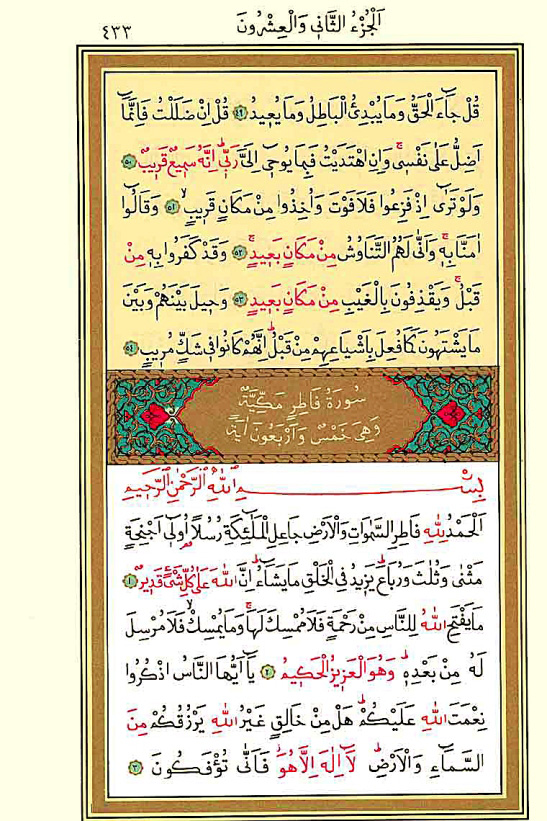 اَلْجُزْءُ الثَّانِي وَالْعِشْرُونَ
٤٣٣
قُلْ جَٓاءَ الْحَقُّ وَمَا يُبْدِئُ الْبَاطِلُ وَمَا يُعِيدُ ﴿٤٩﴾ قُلْ اِنْ ضَلَلْتُ فَاِنَّمَٓا
اَضِلُّ عَلٰى نَفْسِىۚ وَاِنِ اهْتَدَيْتُ فَبِمَا يُوحٖٓى اِلَىَّ رَبّٖىۜ اِنَّهُ سَمٖيعٌ قَرٖيبٌ ﴿٥٠﴾
وَلَوْ تَرٰٓى اِذْ فَزِعُوا فَلَا فَوْتَ وَاُخِذُوا مِنْ مَكَانٍ قَرٖيبٍۙ ﴿٥١﴾ وَقَالُٓوا
اٰمَنَّا بِهٖۚ وَاَنّٰى لَهُمُ التَّنَاوُشُ مِنْ مَكَانٍ بَعٖيدٍۚ ﴿٥٢﴾ وَقَدْ كَفَرُوا بِهٖ مِنْ
قَبْلُۚ وَيَقْذِفُونَ بِالْغَيْبِ مِنْ مَكَانٍ بَعٖيدٍ ﴿٥٣﴾ وَحٖيلَ بَيْنَهُمْ وَبَيْنَ
مَا يَشْتَهُونَ كَمَا فُعِلَ بِاَشْيَاعِهِمْ مِنْ قَبْلُۜ اِنَّهُمْ كَانُوا فٖى شَكٍّ مُرٖيبٍ ﴿٥٤﴾
سُورَةُ فَاطِرٍ مَكِّيَّةٌ
وَهِيَ خَمْسٌ وَاَرْبَعُونَ اٰيَةً
بِسْمِ اللّٰهِ الرَّحْمٰنِ الرَّحٖيمِ
اَلْحَمْدُ لِلّٰهِ فَاطِرِ السَّمٰوَاتِ وَالْاَرْضِ جَاعِلِ الْمَلٰٓئِكَةِ رُسُلًا اُولٖٓى اَجْنِحَةٍ
مَثْنٰى وَثُلٰثَ وَرُبَاعَۜ يَزٖيدُ فِى الْخَلْقِ مَا يَشَٓاءُۜ اِنَّ اللّٰهَ عَلٰى كُلِّ شَىْءٍ قَدٖيرٌ ﴿١﴾
مَا يَفْتَحِ اللّٰهُ لِلنَّاسِ مِنْ رَحْمَةٍ فَلَا مُمْسِكَ لَهَاۚ وَمَا يُمْسِكْۙ فَلَا مُرْسِلَ
لَهُ مِنْ بَعْدِهٖۜ وَهُوَ الْعَزٖيزُ الْحَكٖيمُ ﴿٢﴾ يَٓا اَيُّهَا النَّاسُ اذْكُرُوا
نِعْمَتَ اللّٰهِ عَلَيْكُمْۜ هَلْ مِنْ خَالِقٍ غَيْرُ اللّٰهِ يَرْزُقُكُمْ مِنَ
السَّمَٓاءِ وَالْاَرْضِۜ لَٓا اِلٰهَ اِلَّا هُوَۘ فَاَنّٰى تُؤْفَكُونَ ﴿٣﴾